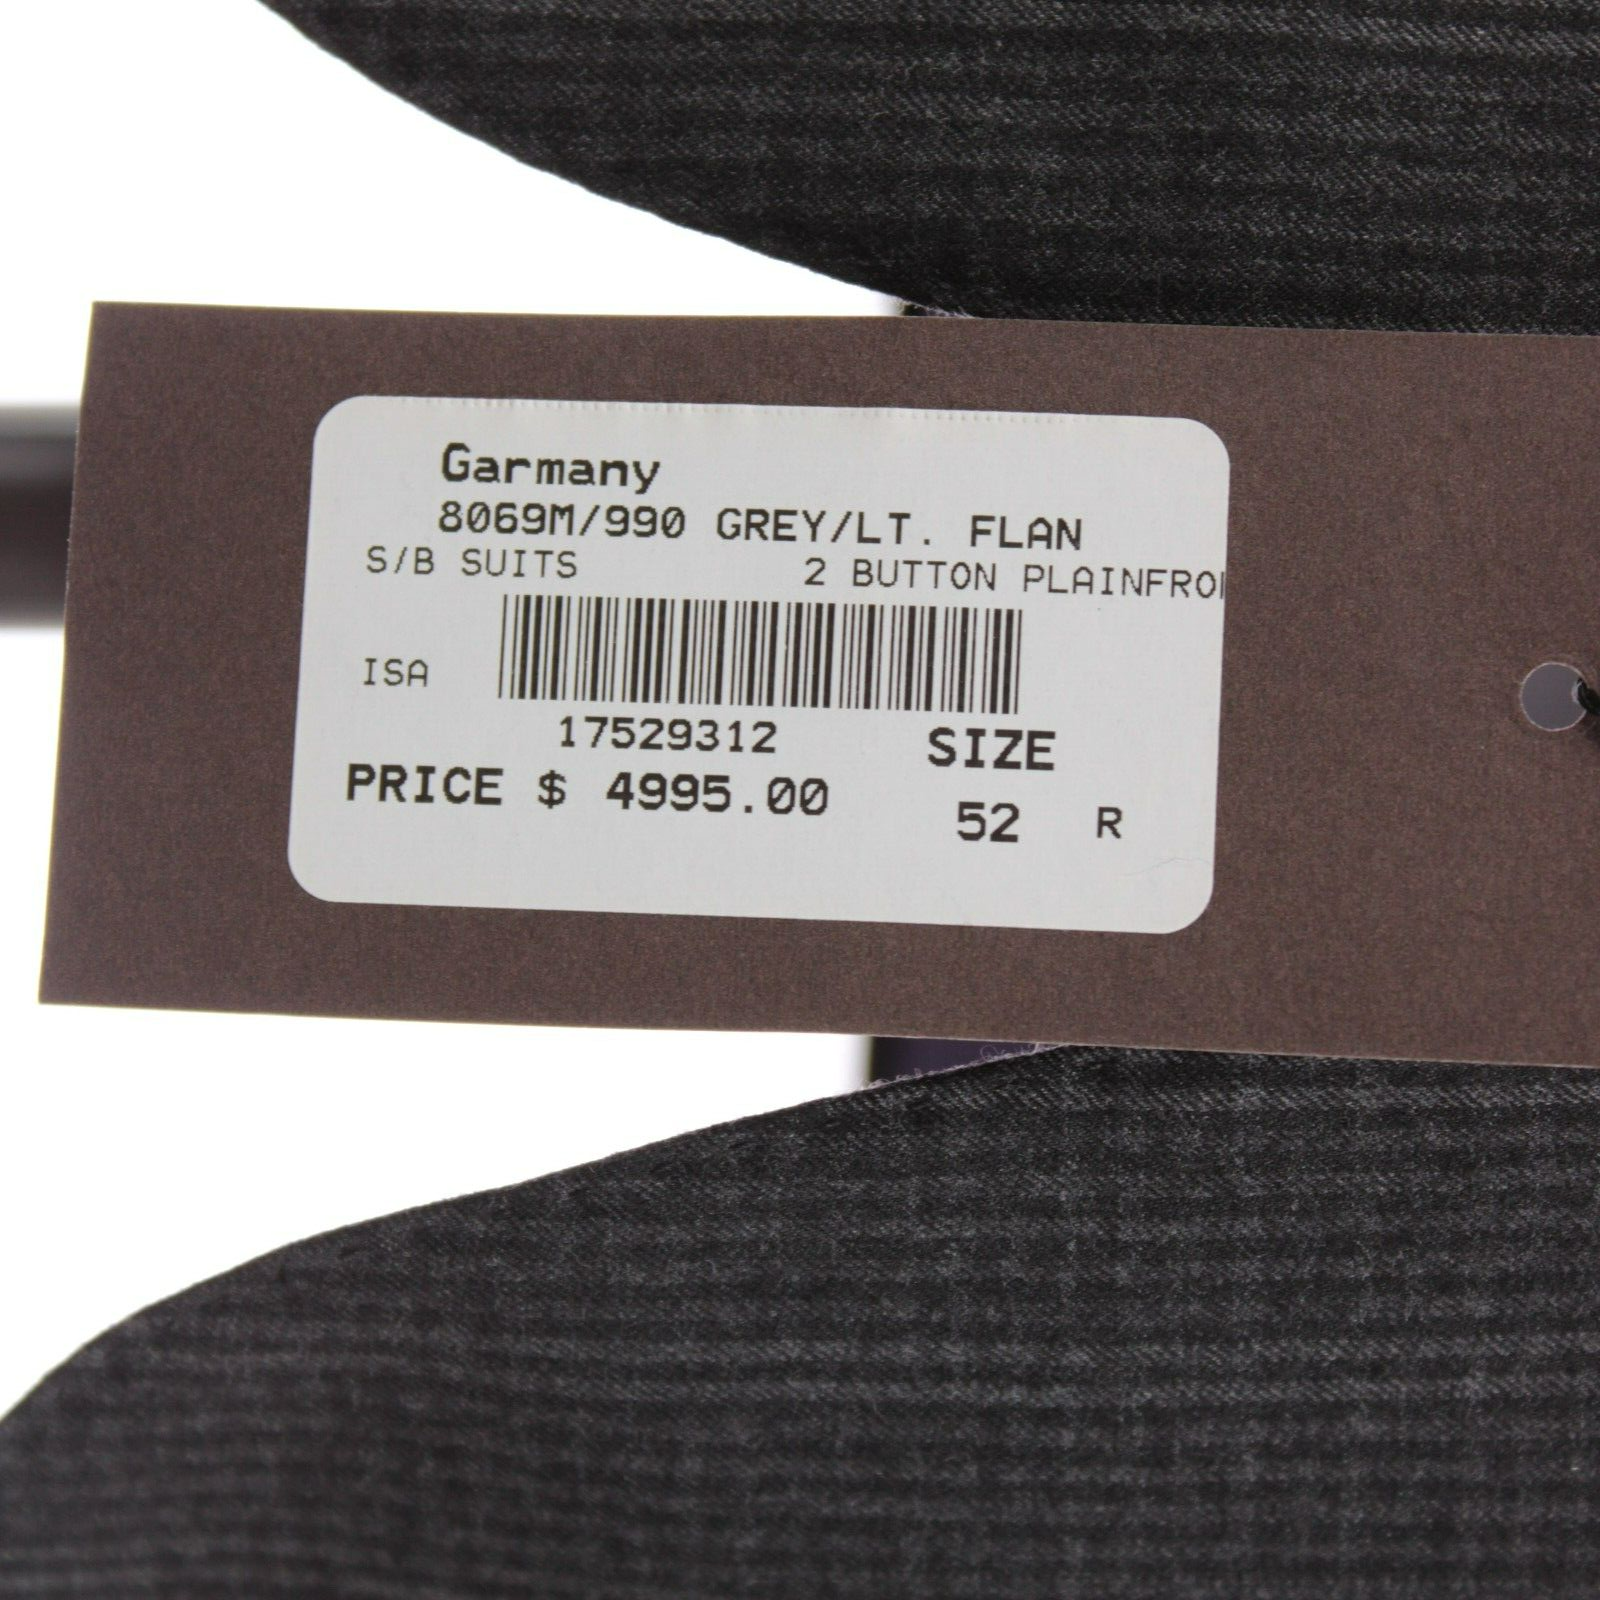 Garmany
8069M/990 GREY/LT. FLAN
S/B SUITS 2 BUTTON PLAINFRO
ISA
17529312
SIZE
PRICE $ 4995.00
52 R